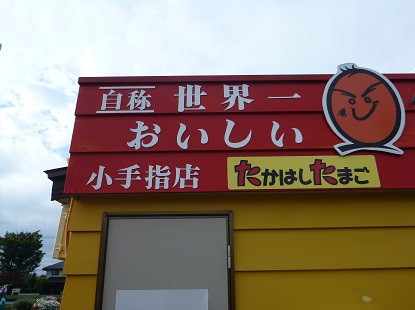 自称 世界一
おいしい
小手指店 たかはしたまご